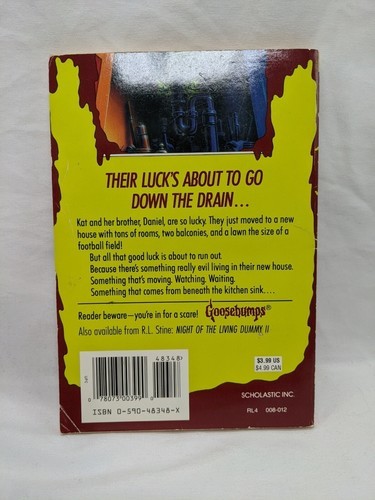 THEIR LUCK'S ABOUT TO GO
DOWN THE DRAIN...
Kat and her brother, Daniel, are so lucky. They just moved to a new
house with tons of rooms, two balconies, and a lawn the size of a
football field!
But all that good luck is about to run out.
Because there's something really evil living in their new house.
Something that's moving. Watching. Waiting.
Something that comes from beneath the kitchen sink....
Reader beware—you're in for a scare! Goosebumps®
Also available from R.L. Stine: NIGHT OF THE LIVING DUMMY II
48348
$3.99 US
$4.99 CAN
78073 00399
ISBN 0-590-48348-X
SCHOLASTIC INC.
RL4 008-012